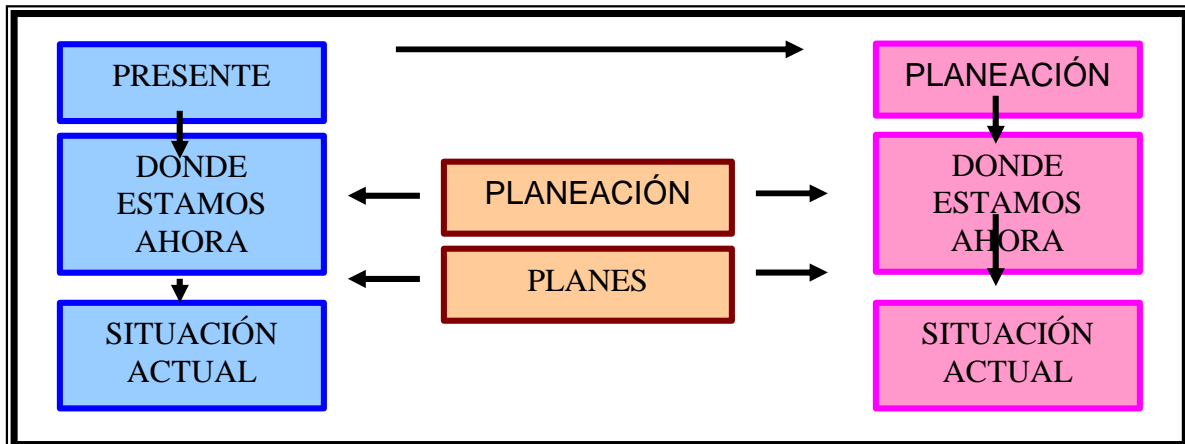 PRESENTE
DONDE
ESTAMOS
AHORA
SITUACIÓN
ACTUAL
PLANEACIÓN
PLANES
PLANEACIÓN
DONDE
ESTAMOS
AHORA
SITUACIÓN
ACTUAL